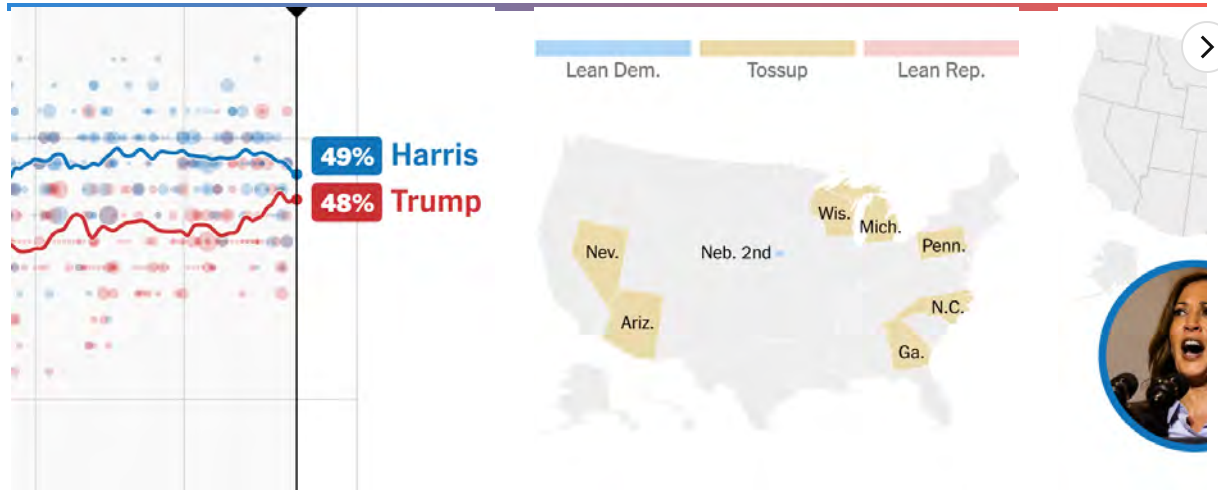 49% Harris
48% Trump
Lean Dem.
Tossup
Lean Rep.
Wis.
Mich.
Nev.
Neb. 2nd
Penn.
N.C.
Ariz.
Ga.